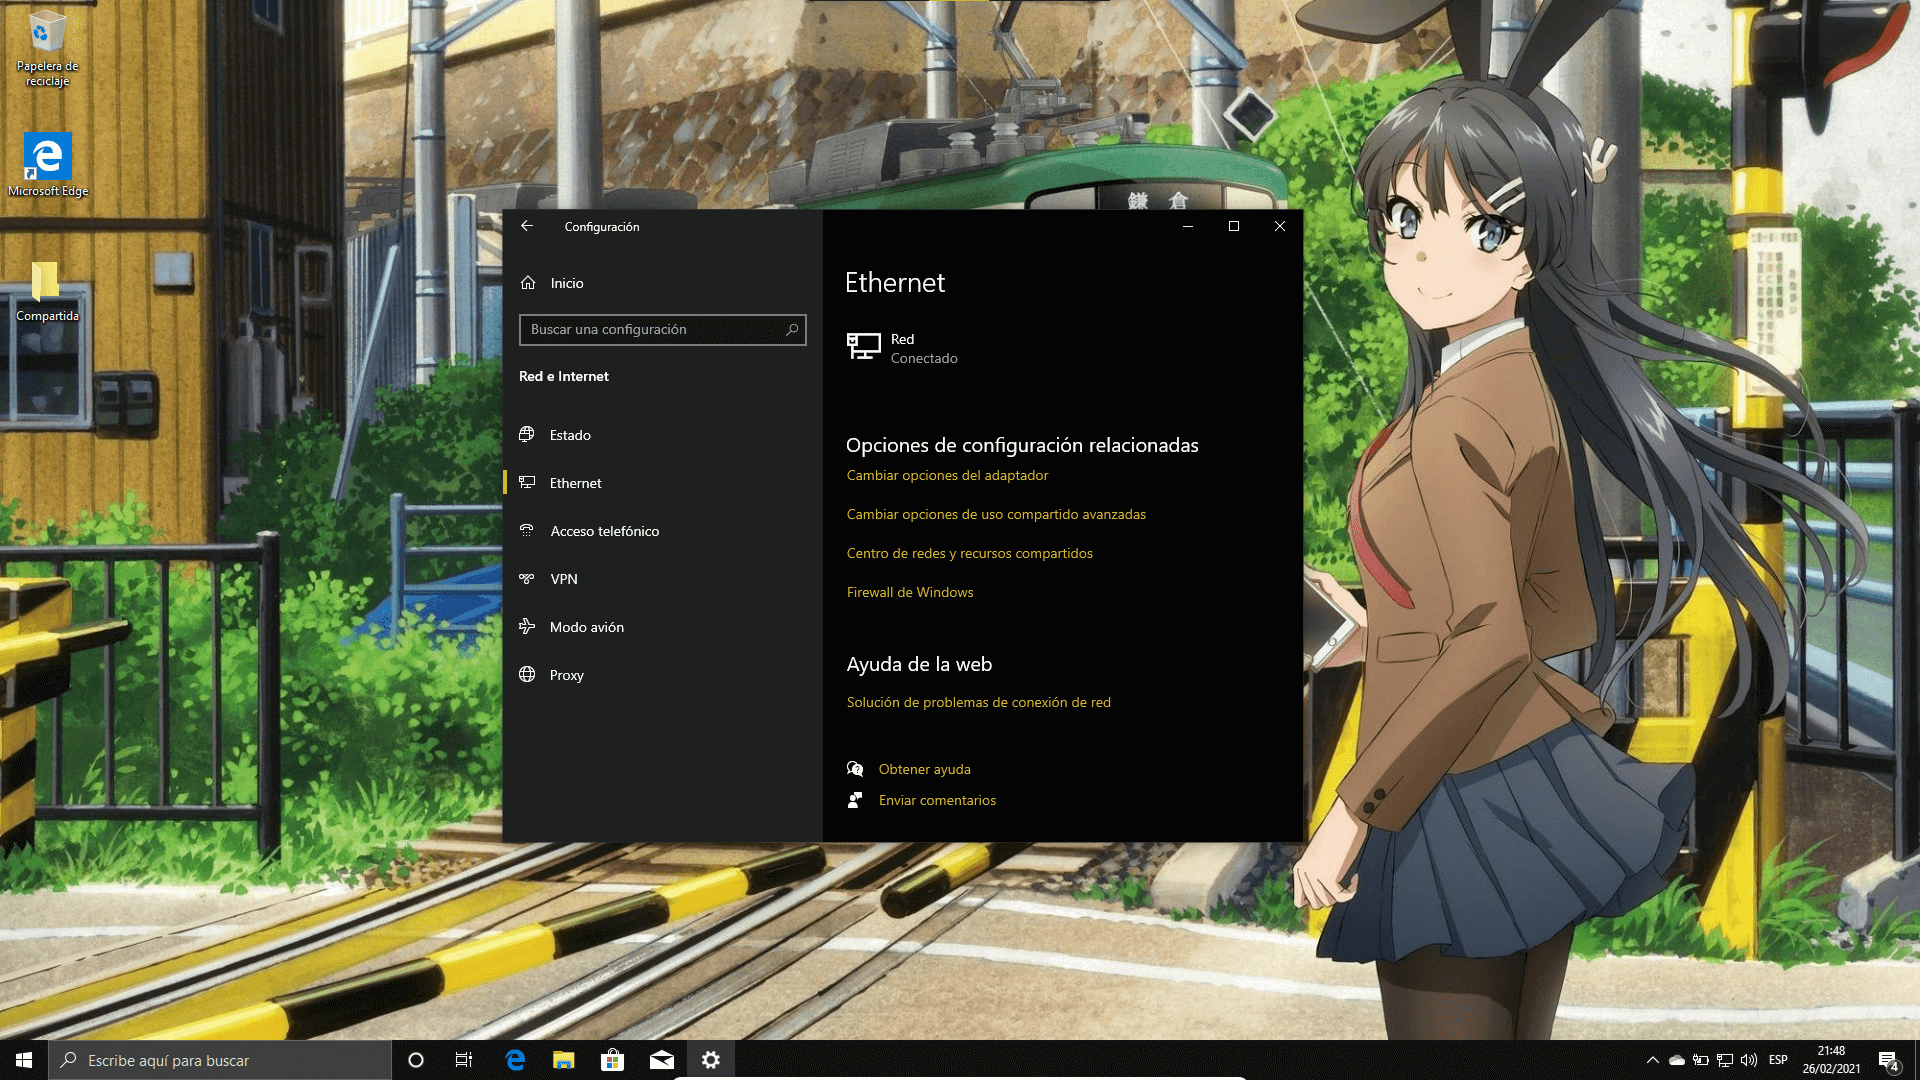 Papelera de
reciclaje
Microsoft Edge
Compartida
鎌倉
Configuración
Inicio
Buscar una configuración
Red e Internet
Estado
Ethernet
Acceso telefónico
VPN
Modo avión
Proxy
Ethernet
Red
Conectado
Opciones de configuración relacionadas
Cambiar opciones del adaptador
Cambiar opciones de uso compartido avanzadas
Centro de redes y recursos compartidos
Firewall de Windows
Ayuda de la web
Solución de problemas de conexión de red
Obtener ayuda
Enviar comentarios
Escribe aquí para buscar
ESP
21:48
26/02/2021
4